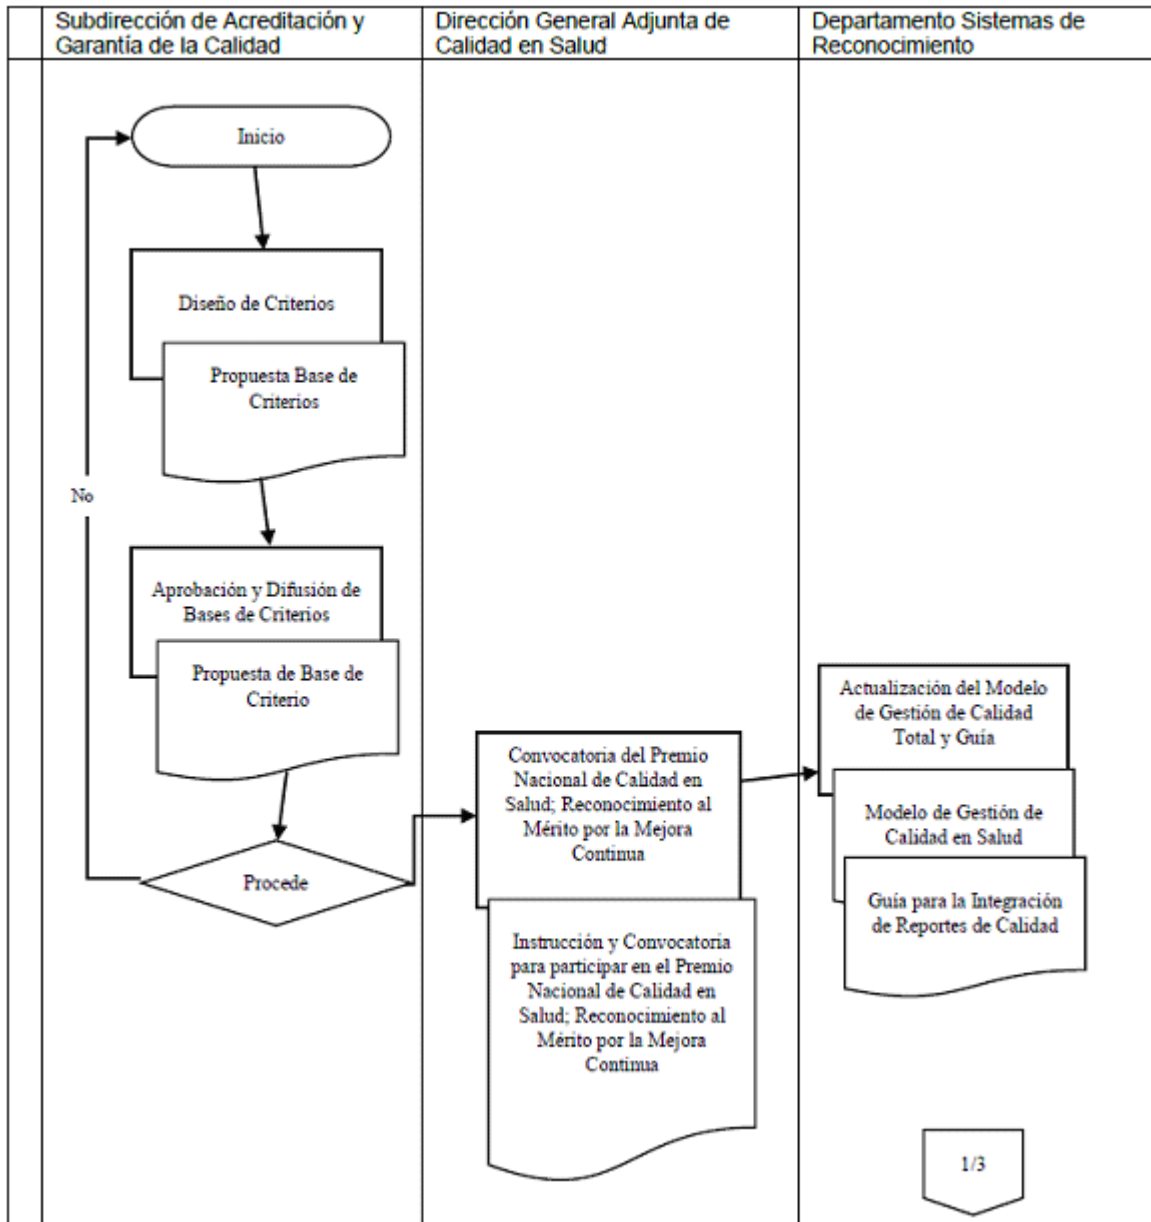 Subdirección de Acreditación y
Garantía de la Calidad
Dirección General Adjunta de
Calidad en Salud
Departamento Sistemas de
Reconocimiento
Inicio
Diseño de Criterios
Propuesta Base de
Criterios
No
Aprobación y Difusión de
Bases de Criterios
Propuesta de Base de
Criterio
Procede
Convocatoria del Premio
Nacional de Calidad en
Salud; Reconocimiento al
Mérito por la Mejora
Continua
Instrucción y Convocatoria
para participar en el Premio
Nacional de Calidad en
Salud; Reconocimiento al
Mérito por la Mejora
Continua
Actualización del Modelo
de Gestión de Calidad
Total y Guía
Modelo de Gestión de
Calidad en Salud
Guía para la Integración
de Reportes de Calidad
1/3